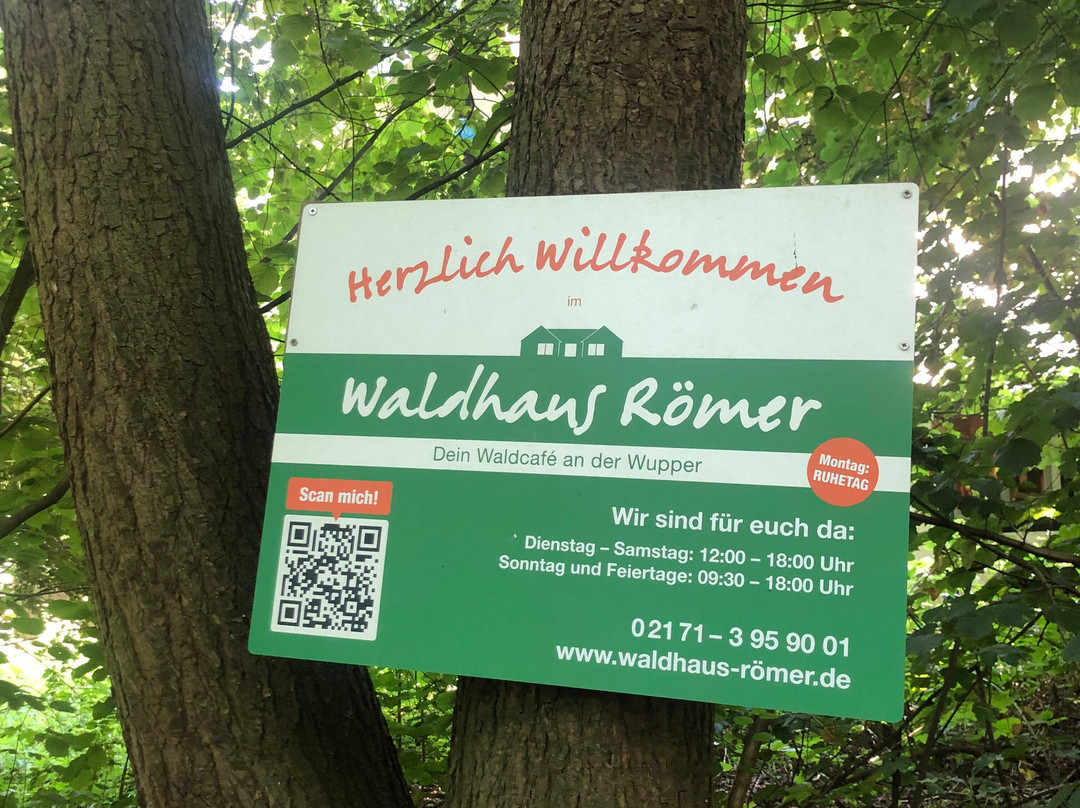 Herzlich Willkommen
im
Waldhaus Römer
Dein Waldcafé an der Wupper
Montag:
RUHETAG
Scan mich!
Wir sind für euch da:
Dienstag – Samstag: 12:00 – 18:00 Uhr
Sonntag und Feiertage: 09:30 – 18:00 Uhr
0 21 71 – 3 95 90 01
www.waldhaus-römer.de